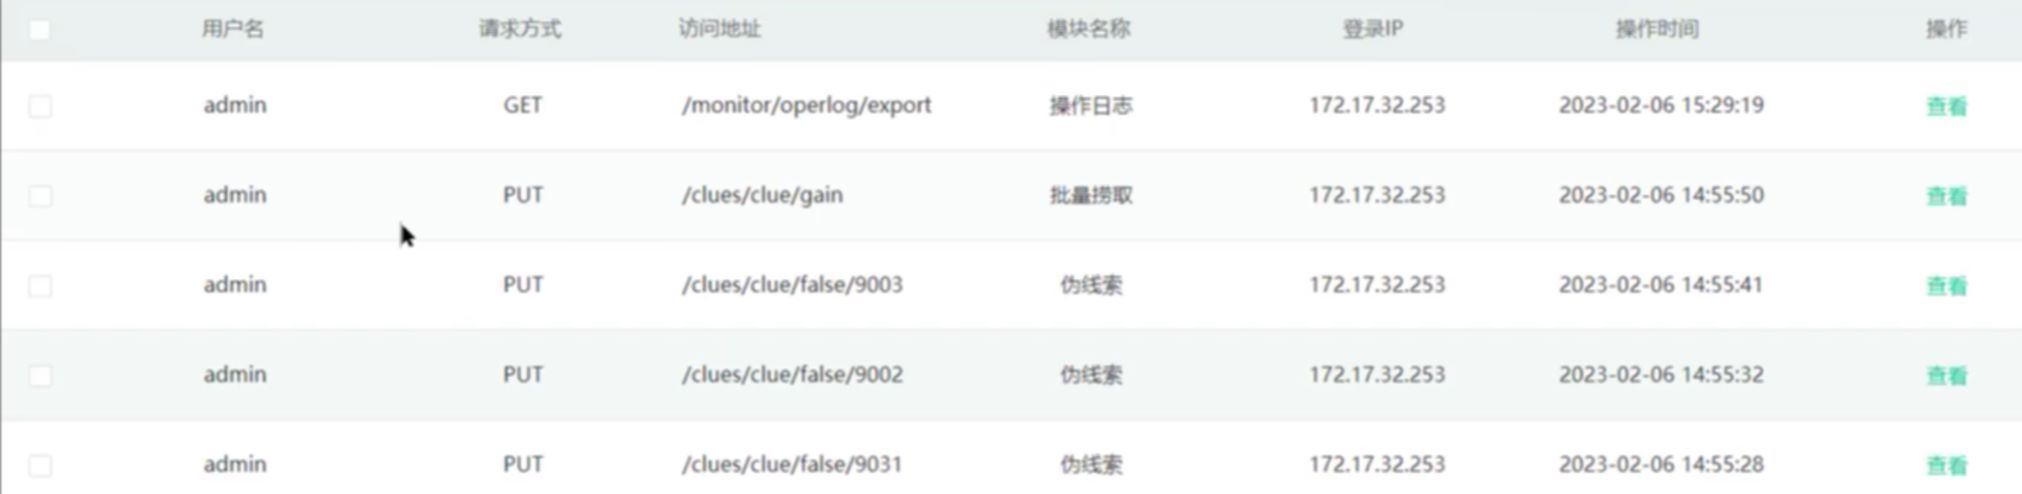 用户名 请求方式 访问地址 模块名称 登录IP 操作时间 操作
admin GET /monitor/operlog/export 操作日志 172.17.32.253 2023-02-06 15:29:19 查看
admin PUT /clues/clue/gain 批量捞取 172.17.32.253 2023-02-06 14:55:50 查看
admin PUT /clues/clue/false/9003 伪线索 172.17.32.253 2023-02-06 14:55:41 查看
admin PUT /clues/clue/false/9002 伪线索 172.17.32.253 2023-02-06 14:55:32 查看
admin PUT /clues/clue/false/9031 伪线索 172.17.32.253 2023-02-06 14:55:28 查看